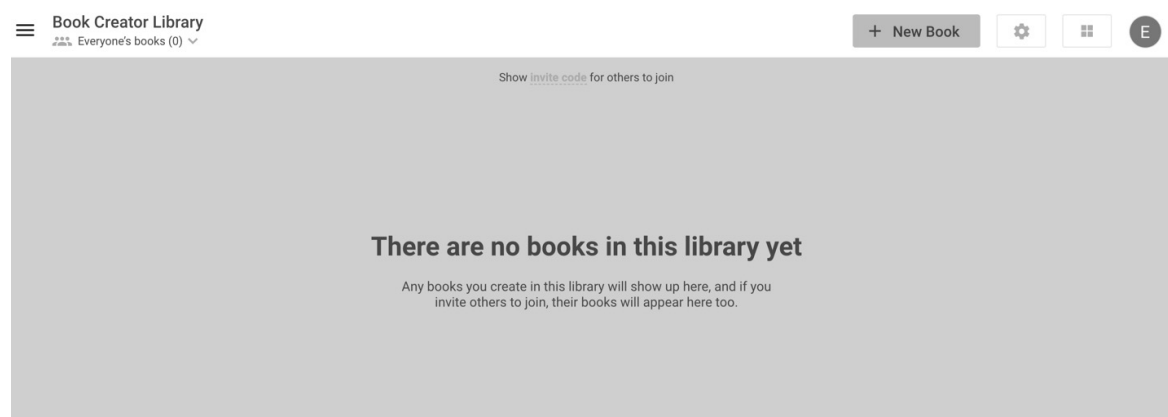 Book Creator Library
Everyone's books (0)
+ New Book
E
Show invite code for others to join
There are no books in this library yet
Any books you create in this library will show up here, and if you
invite others to join, their books will appear here too.